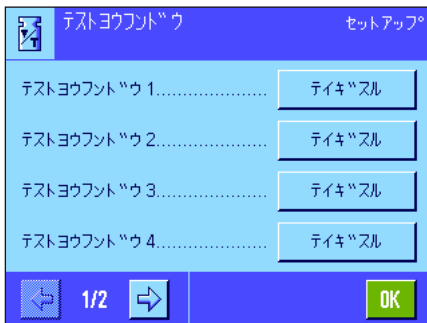 テストヨウフンドウ セットアップ
テストヨウフンドウ 1..................... テイギスル
テストヨウフンドウ 2..................... テイギスル
テストヨウフンドウ 3..................... テイギスル
テストヨウフンドウ 4..................... テイギスル
1/2 OK